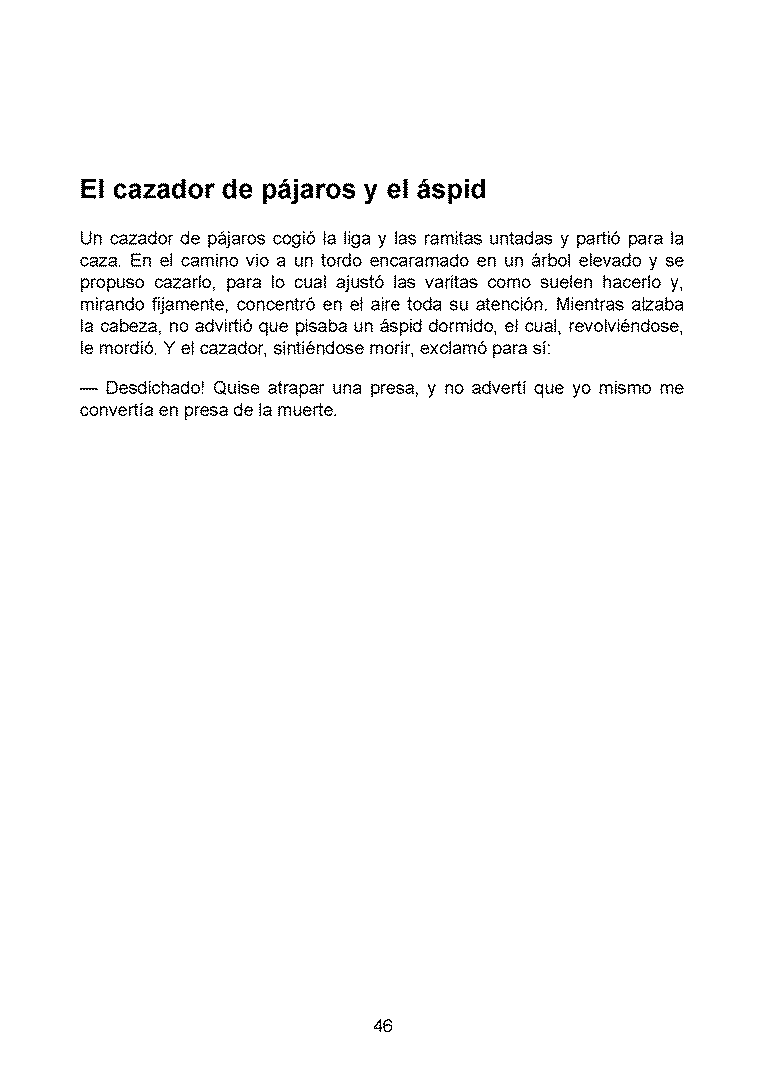 El cazador de pájaros y el áspid
Un cazador de pájaros cogió la liga y las ramitas untadas y partió para la
caza. En el camino vio a un tordo encaramado en un árbol elevado y se
propuso cazarlo, para lo cual ajustó las varitas como suelen hacerlo y,
mirando fijamente, concentró en el aire toda su atención. Mientras alzaba
la cabeza, no advirtió que pisaba un áspid dormido, el cual, revolviéndose,
le mordió. Y el cazador, sintiéndose morir, exclamó para sí:
— Desdichado! Quise atrapar una presa, y no advertí que yo mismo me
convertía en presa de la muerte.
46